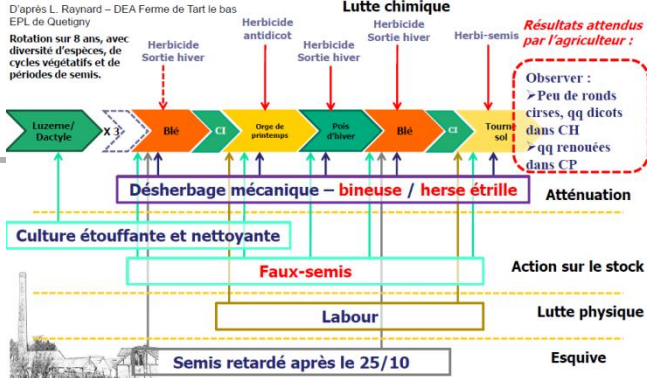 D'après L. Raynard – DEA Ferme de Tart le bas
EPL de Quetigny
Rotation sur 8 ans, avec
diversité d'espèces, de
cycles végétatifs et de
périodes de semis.
Lutte chimique
Herbicide
Sortie hiver
Herbicide
antidicot
Herbicide
Sortie hiver
Herbicide
Sortie hiver
Herbi-semis
Résultats attendus
par l'agriculteur :
Observer :
➢Peu de ronds
cirses, qq dicots
dans CH
➢qq renouées
dans CP
Luzerne/
Dactyle
X 3
Blé
CI
Orge de
printemps
Pois
d'hiver
Blé
CI
Tourne
sol
Désherbage mécanique – bineuse / herse étrille
Atténuation
Culture étouffante et nettoyante
Faux-semis
Action sur le stock
Labour
Lutte physique
Semis retardé après le 25/10
Esquive